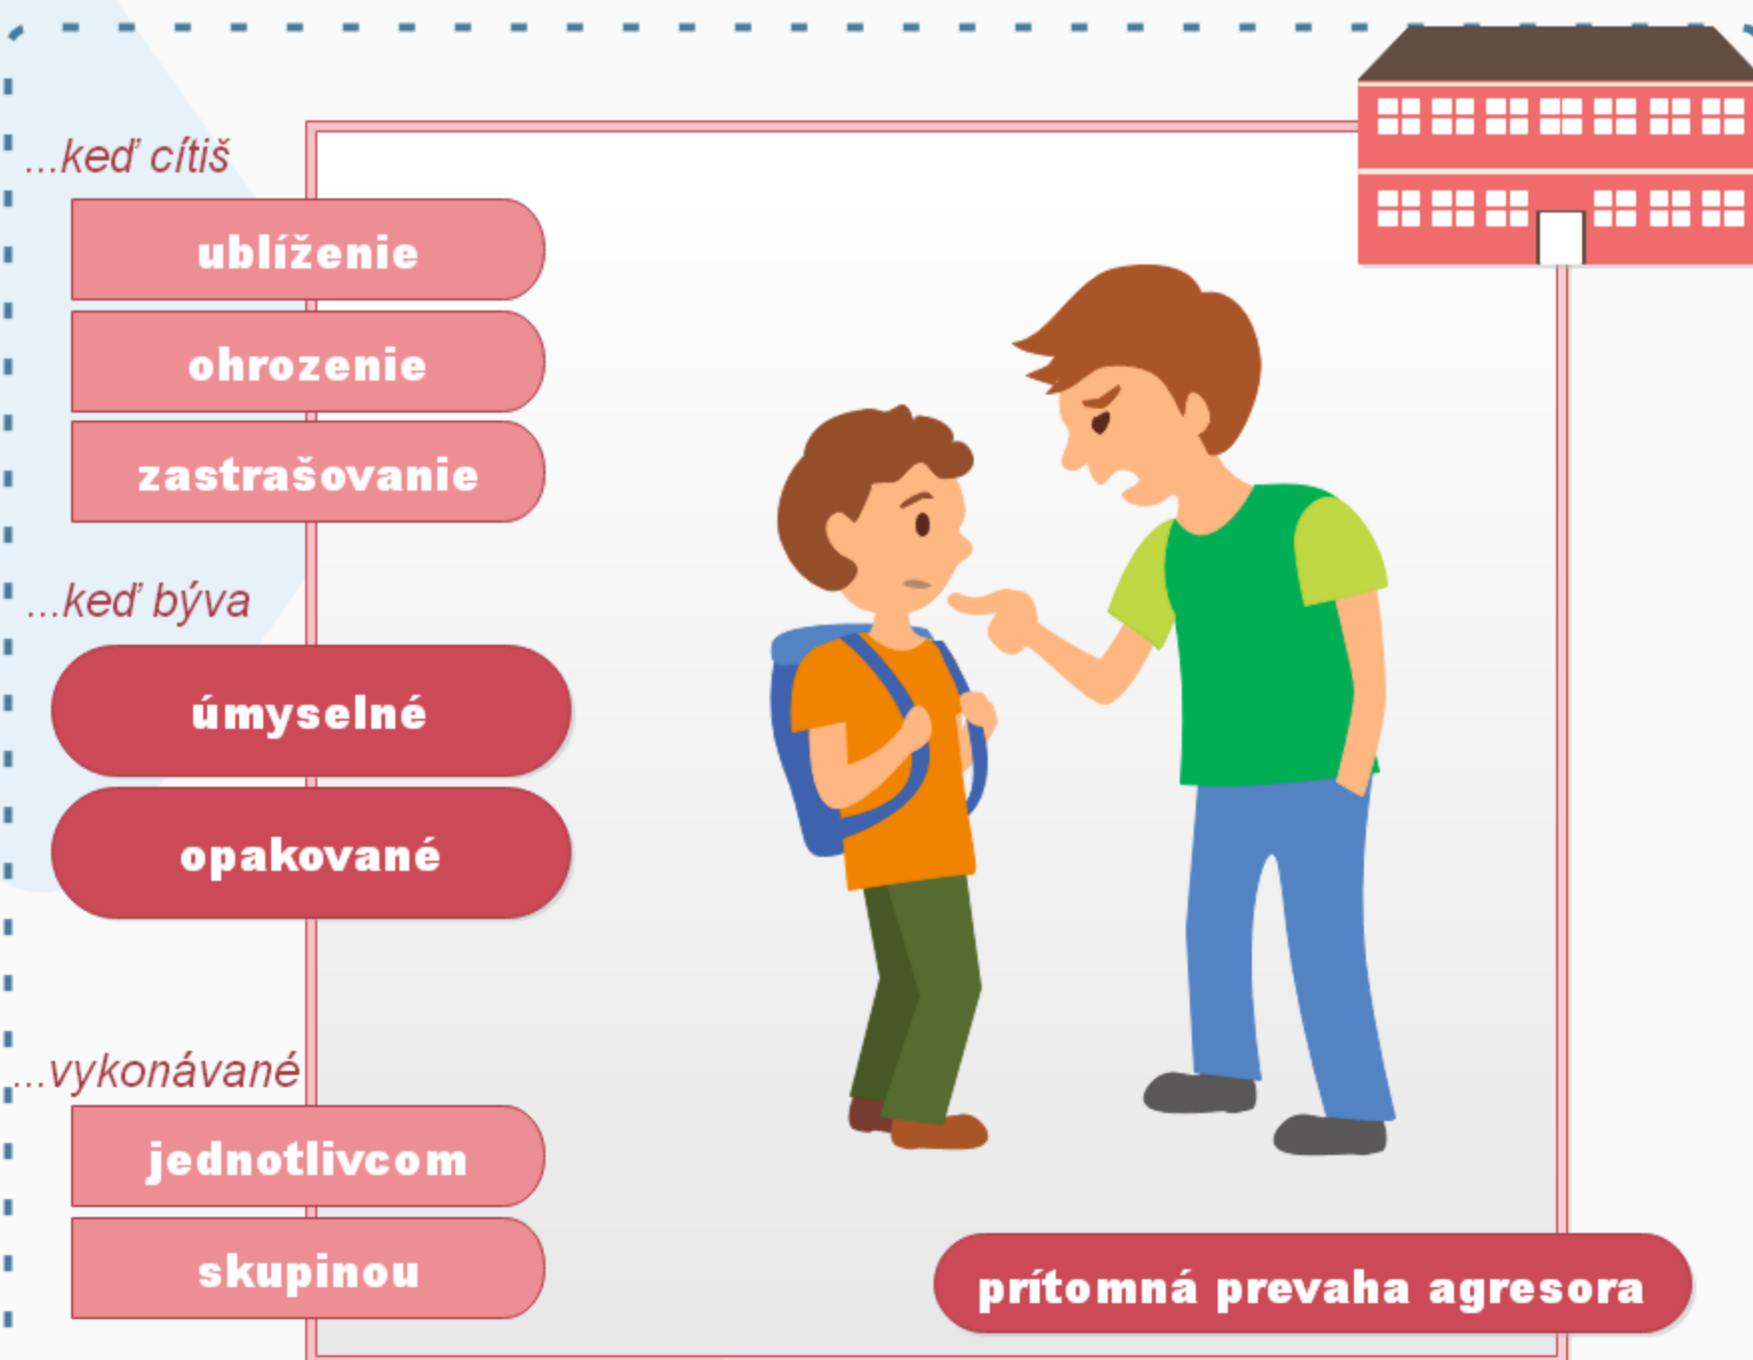 ...keď cítiš
ublíženie
ohrozenie
zastrašovanie
...keď býva
úmyselné
opakované
...vykonávané
jednotlivcom
skupinou
prítomná prevaha agresora